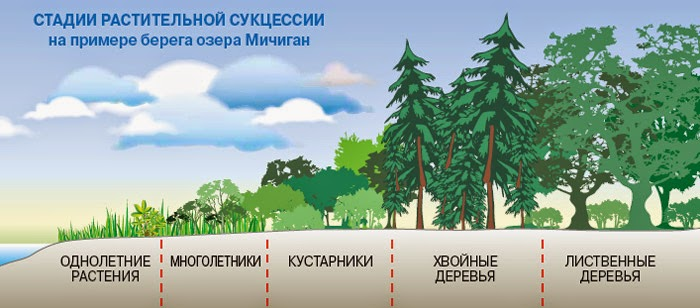 СТАДИИ РАСТИТЕЛЬНОЙ СУКЦЕССИИ
на примере берега озера Мичиган
ОДНОЛЕТНИЕ
РАСТЕНИЯ
МНОГОЛЕТНИКИ
КУСТАРНИКИ
ХВОЙНЫЕ
ДЕРЕВЬЯ
ЛИСТВЕННЫЕ
ДЕРЕВЬЯ